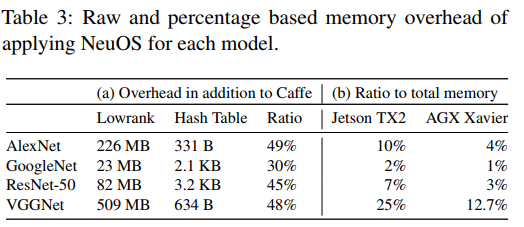 Table 3: Raw and percentage based memory overhead of
applying NeuOS for each model.
(a) Overhead in addition to Caffe (b) Ratio to total memory
Lowrank Hash Table Ratio Jetson TX2 AGX Xavier
AlexNet 226 MB 331 B 49% 10% 4%
GoogleNet 23 MB 2.1 KB 30% 2% 1%
ResNet-50 82 MB 3.2 KB 45% 7% 3%
VGGNet 509 MB 634 B 48% 25% 12.7%